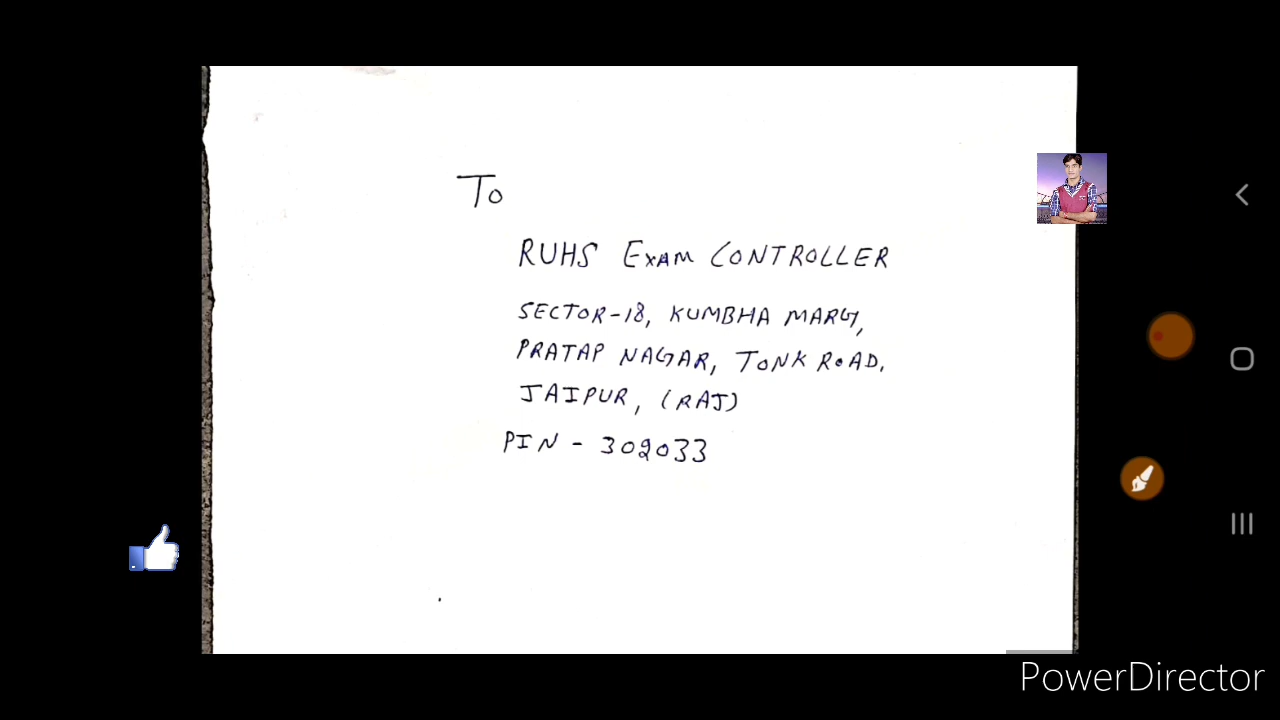 To
RUHS EXAM CONTROLLER
SECTOR-18, KUMBHA MARG,
PRATAP NAGAR, TONK ROAD.
JAIPUR, (RAJ)
PIN - 302033
PowerDirector